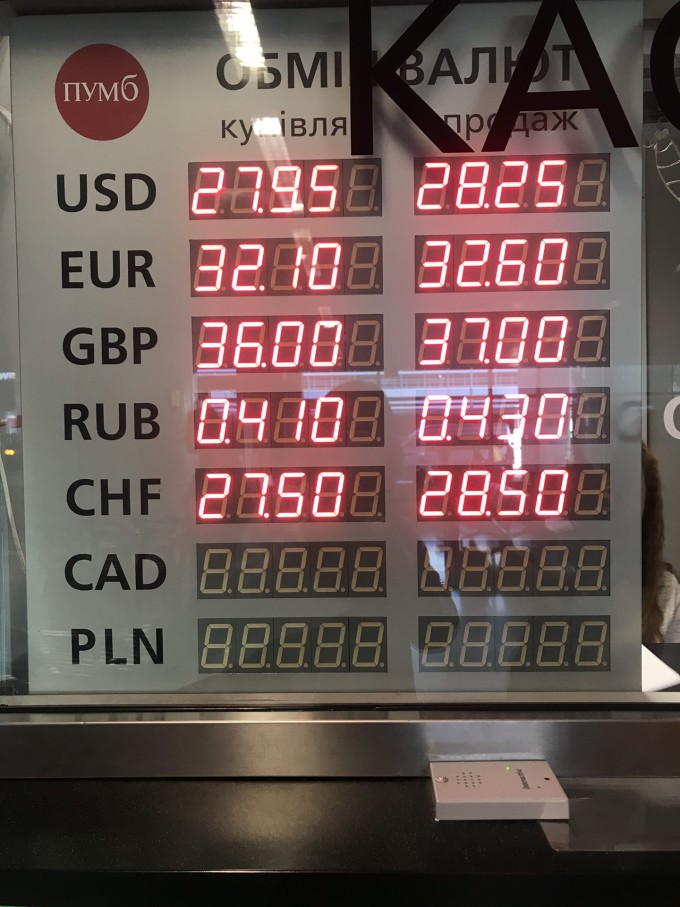 ПУМБ
ОБМІН ВАЛЮТ
КАС
купівля продаж
USD 27.95 28.25
EUR 32.10 32.60
GBP 36.00 37.00
RUB 0.410 0.430
CHF 27.50 28.50
CAD
PLN